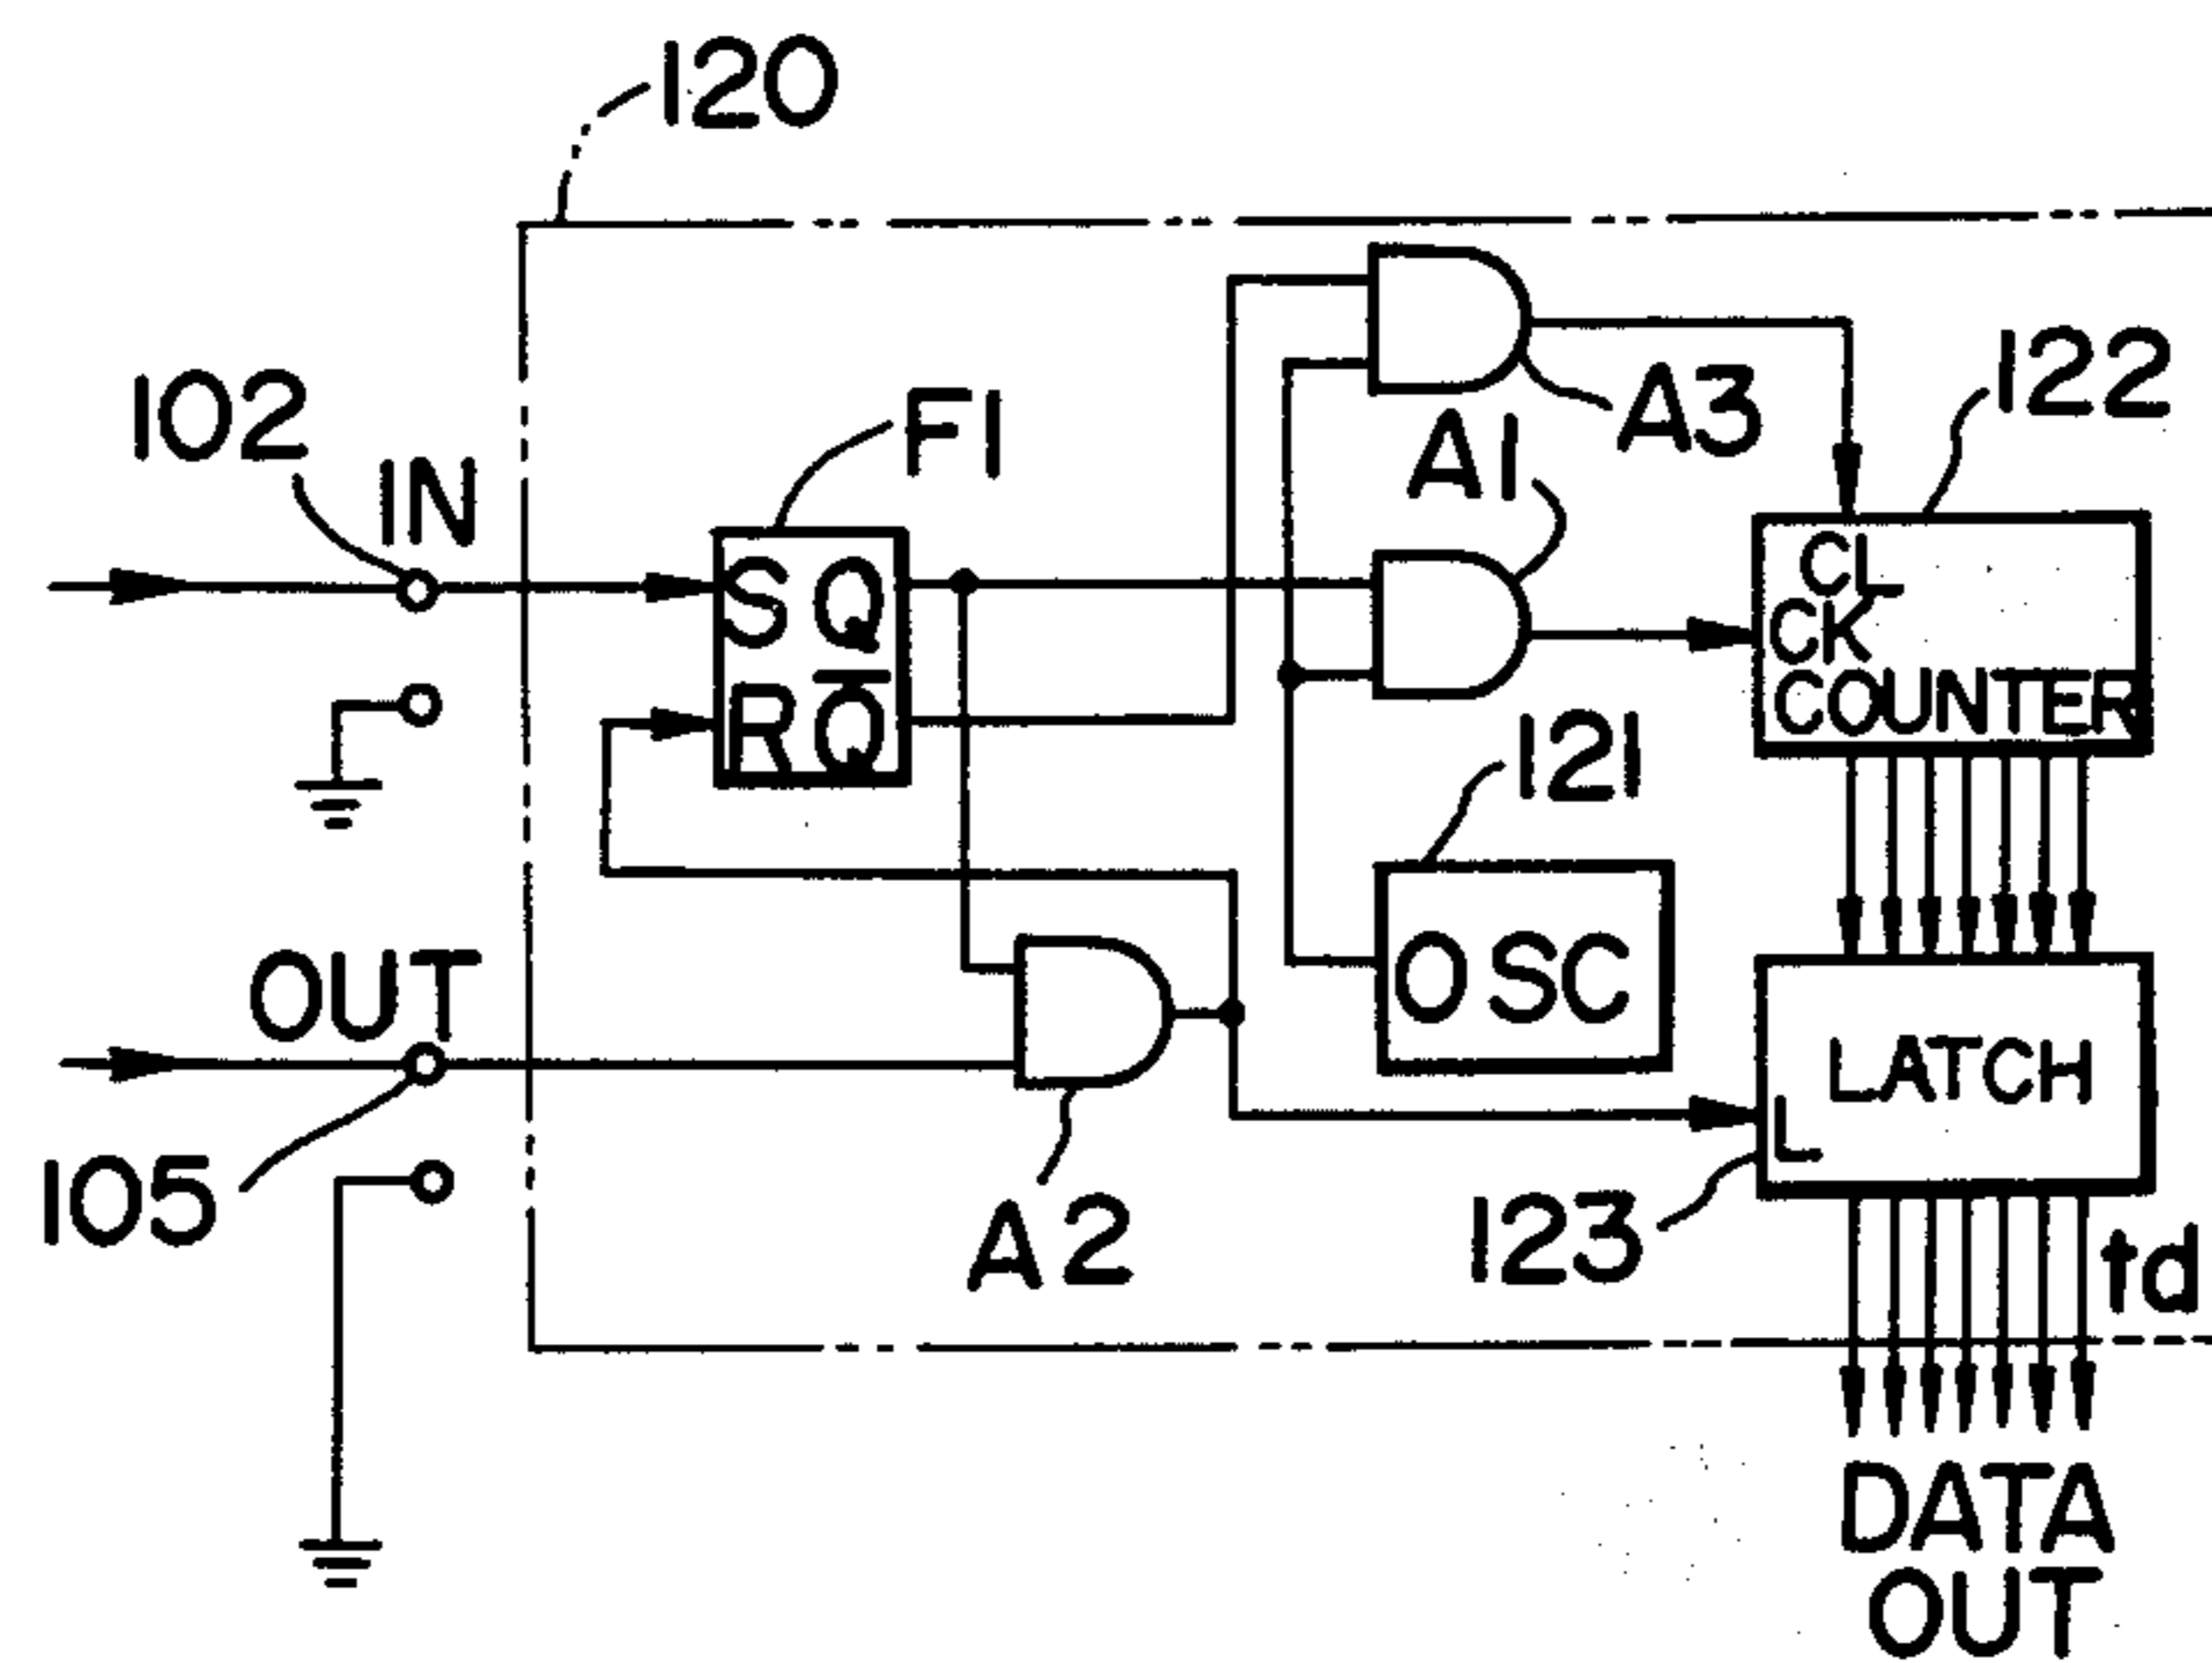 120
102
IN
F1
S Q
R Q̅
A3
A1
122
CL
CK
COUNTER
121
OSC
OUT
105
A2
LATCH
L
123
td
DATA
OUT